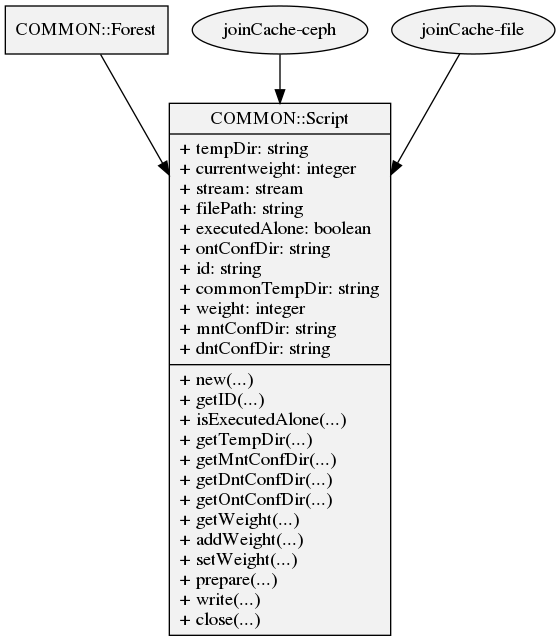 COMMON::Forest
joinCache-ceph
joinCache-file
COMMON::Script
+ tempDir: string
+ currentweight: integer
+ stream: stream
+ filePath: string
+ executedAlone: boolean
+ ontConfDir: string
+ id: string
+ commonTempDir: string
+ weight: integer
+ mntConfDir: string
+ dntConfDir: string
+ new(...)
+ getID(...)
+ isExecutedAlone(...)
+ getTempDir(...)
+ getMntConfDir(...)
+ getDntConfDir(...)
+ getOntConfDir(...)
+ getWeight(...)
+ addWeight(...)
+ setWeight(...)
+ prepare(...)
+ write(...)
+ close(...)